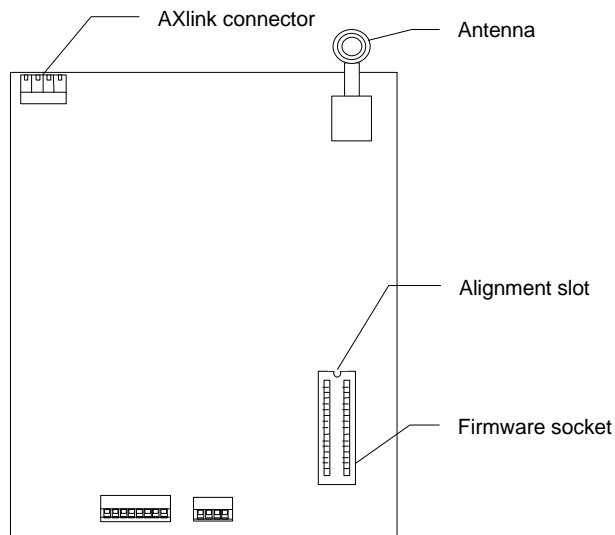 AXlink connector
Antenna
Alignment slot
Firmware socket